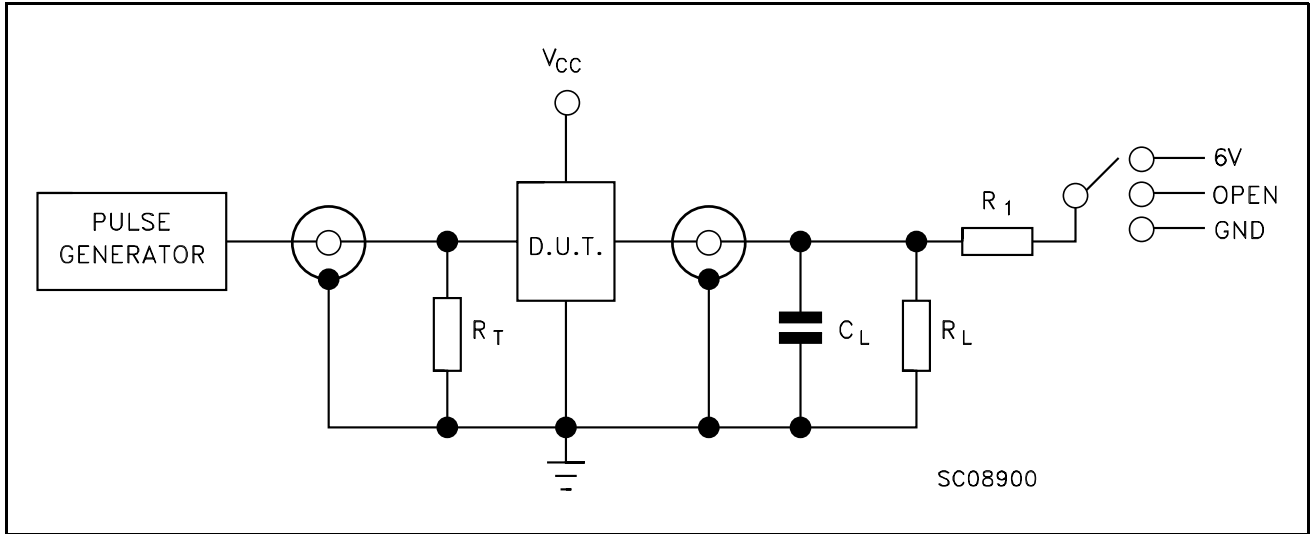 VCC
PULSE
GENERATOR
D.U.T.
RT
CL
RL
R1
6V
OPEN
GND
SC08900